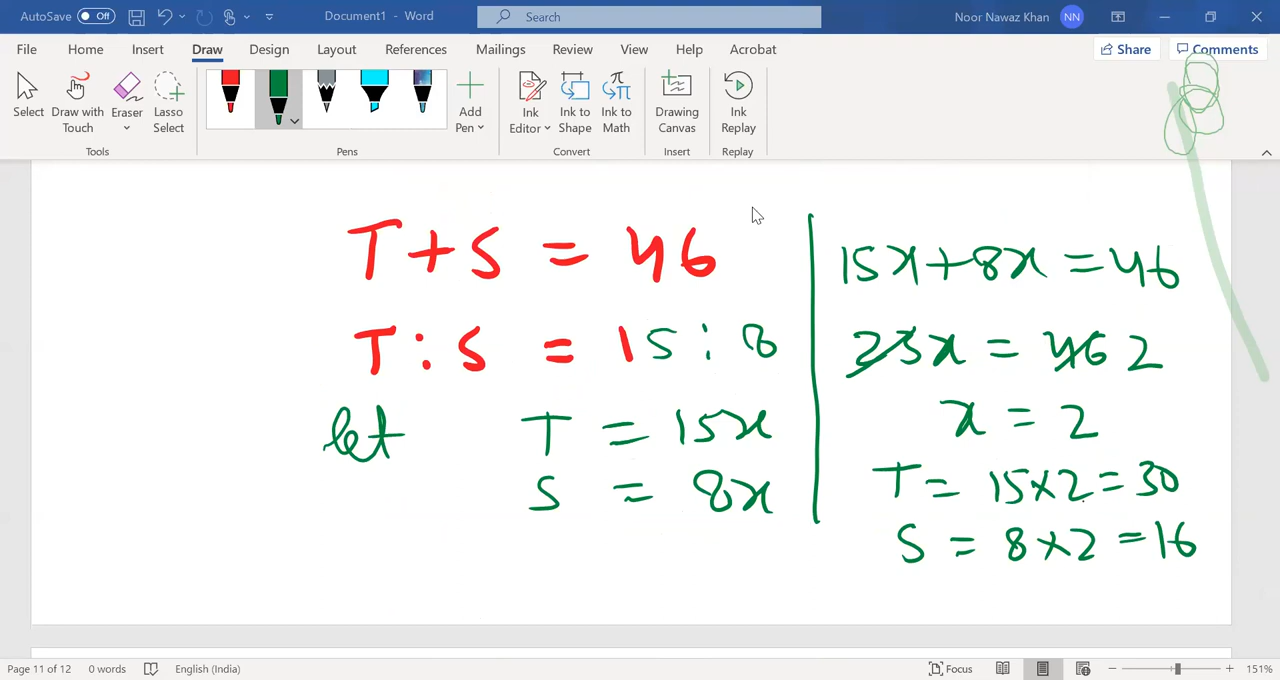 AutoSave Off Document1 - Word Search Noor Nawaz Khan NN
File Home Insert Draw Design Layout References Mailings Review View Help Acrobat Share Comments
Select Draw with Touch Eraser Lasso Select Add Pen Ink Editor Ink to Shape Ink to Math Drawing Canvas Ink Replay
Tools Pens Convert Insert Replay
T + S = 46
T : S = 15 : 8
let T = 15x
S = 8x
15x + 8x = 46
23x = 46 2
x = 2
T = 15 × 2 = 30
S = 8 × 2 = 16
Page 11 of 12 0 words English (India) Focus 151%